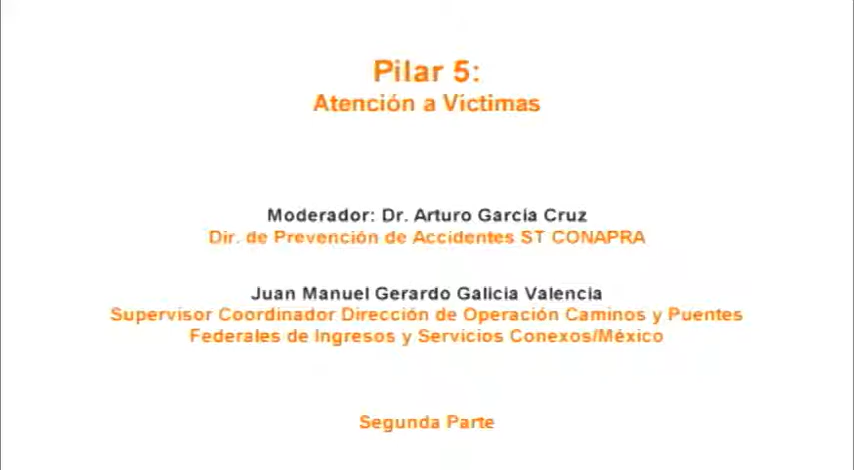 Pilar 5:
Atención a Víctimas
Moderador: Dr. Arturo García Cruz
Dir. de Prevención de Accidentes ST CONAPRA
Juan Manuel Gerardo Galicia Valencia
Supervisor Coordinador Dirección de Operación Caminos y Puentes
Federales de Ingresos y Servicios Conexos/México
Segunda Parte